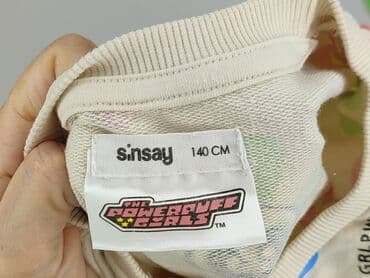 sinsay 140 CM
THE
POWERPUFF
GIRLS TM